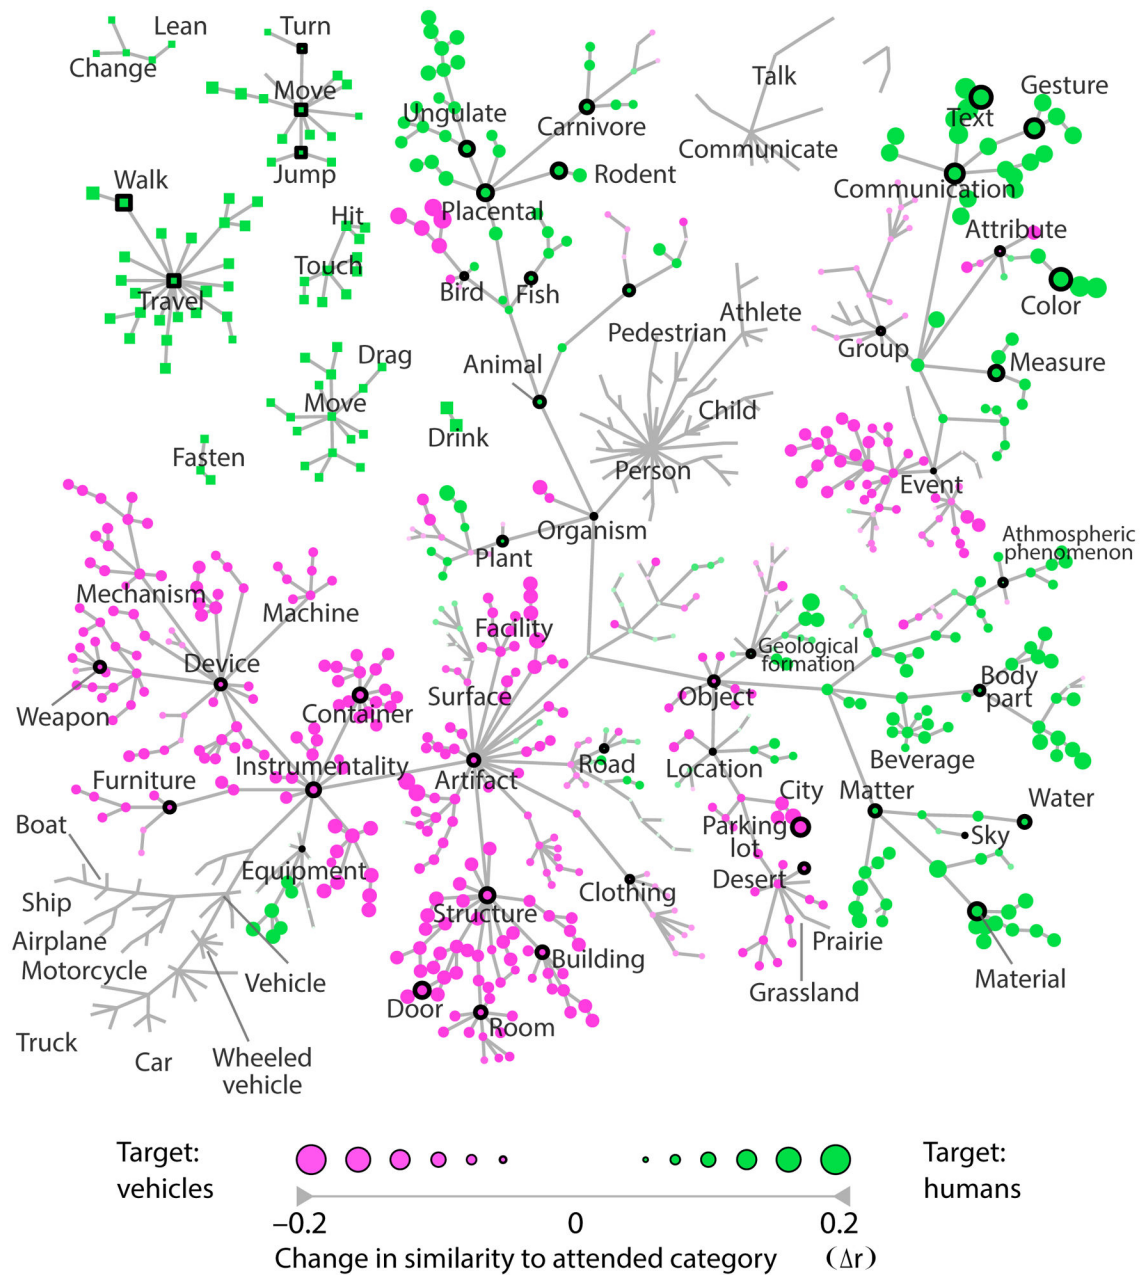 Lean
Change
Turn
Move
Jump
Walk
Travel
Hit
Touch
Drag
Move
Fasten
Drink
Ungulate
Carnivore
Rodent
Placental
Bird
Fish
Animal
Talk
Communicate
Pedestrian
Athlete
Child
Person
Gesture
Text
Communication
Attribute
Color
Group
Measure
Event
Organism
Plant
Athmospheric
phenomenon
Mechanism
Machine
Device
Weapon
Container
Facility
Surface
Geological
formation
Object
Body
part
Beverage
Instrumentality
Artifact
Road
Location
Furniture
City
Matter
Water
Parking
lot
Sky
Boat
Equipment
Desert
Ship
Structure
Clothing
Airplane
Motorcycle
Vehicle
Building
Prairie
Grassland
Material
Door
Room
Truck
Car
Wheeled
vehicle
Target:
vehicles
Target:
humans
−0.2
0
0.2
Change in similarity to attended category (Δr)